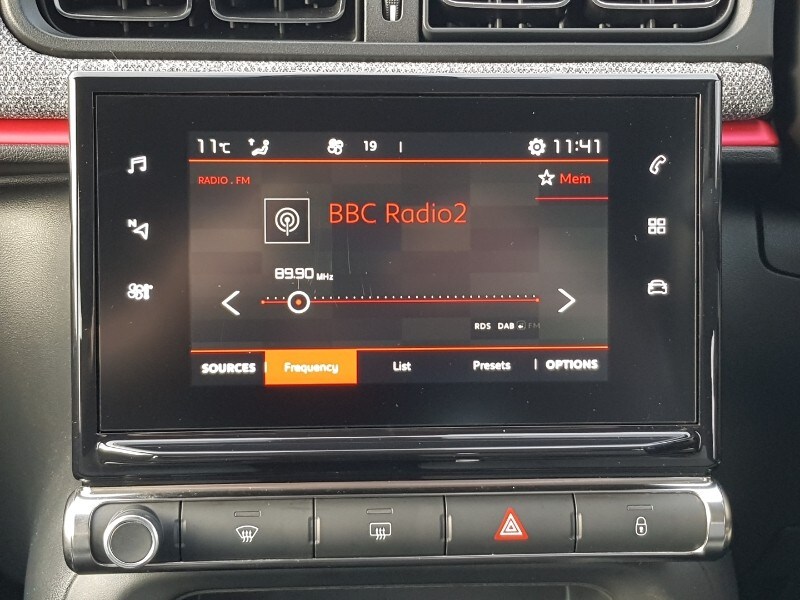 11°C 19 11:41
RADIO . FM
Mem
BBC Radio2
89.90 MHz
RDS DAB FM
SOURCES Frequency List Presets OPTIONS
N